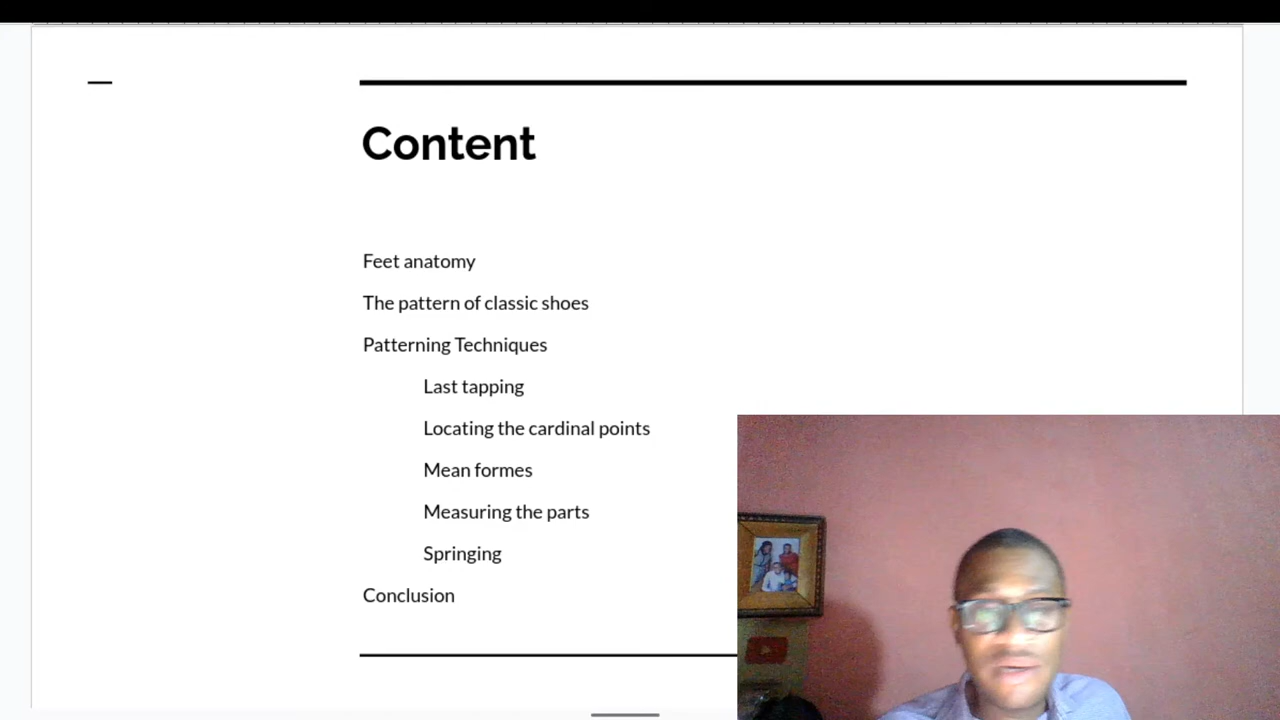 Content
Feet anatomy
The pattern of classic shoes
Patterning Techniques
Last tapping
Locating the cardinal points
Mean formes
Measuring the parts
Springing
Conclusion